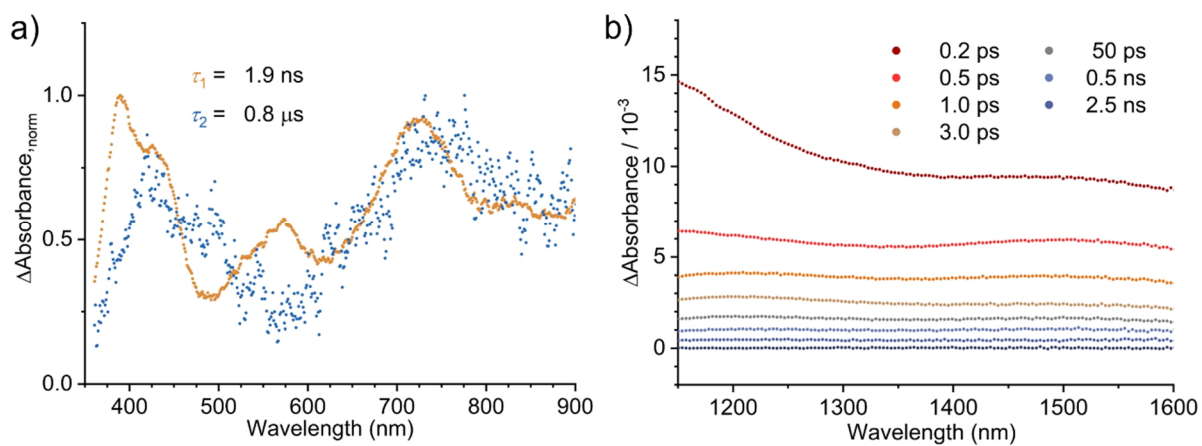 a)
τ1 = 1.9 ns
τ2 = 0.8 μs
ΔAbsorbance,norm
1.0
0.5
0.0
400 500 600 700 800 900
Wavelength (nm)
b)
0.2 ps 50 ps
0.5 ps 0.5 ns
1.0 ps 2.5 ns
3.0 ps
ΔAbsorbance / 10-3
15
10
5
0
1200 1300 1400 1500 1600
Wavelength (nm)